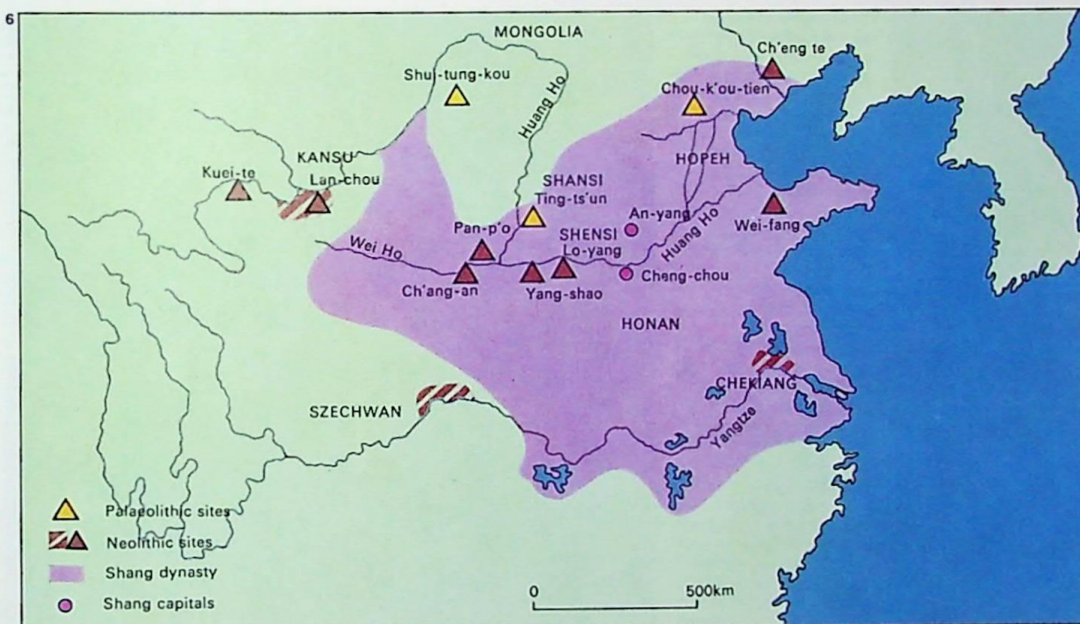 6
MONGOLIA
Ch'eng te
Shui-tung-kou
Chou-k'ou-tien
Huang Ho
KANSU
HOPEH
Kuei-te
Lan-chou
SHANSI
Ting-ts'un
An-yang
Wei-fang
Pan-p'o
SHENSI
Huang Ho
Wei Ho
Lo-yang
Cheng-chou
Ch'ang-an
Yang-shao
HONAN
CHEKIANG
SZECHWAN
Yangtze
Palaeolithic sites
Neolithic sites
Shang dynasty
Shang capitals
0 500km